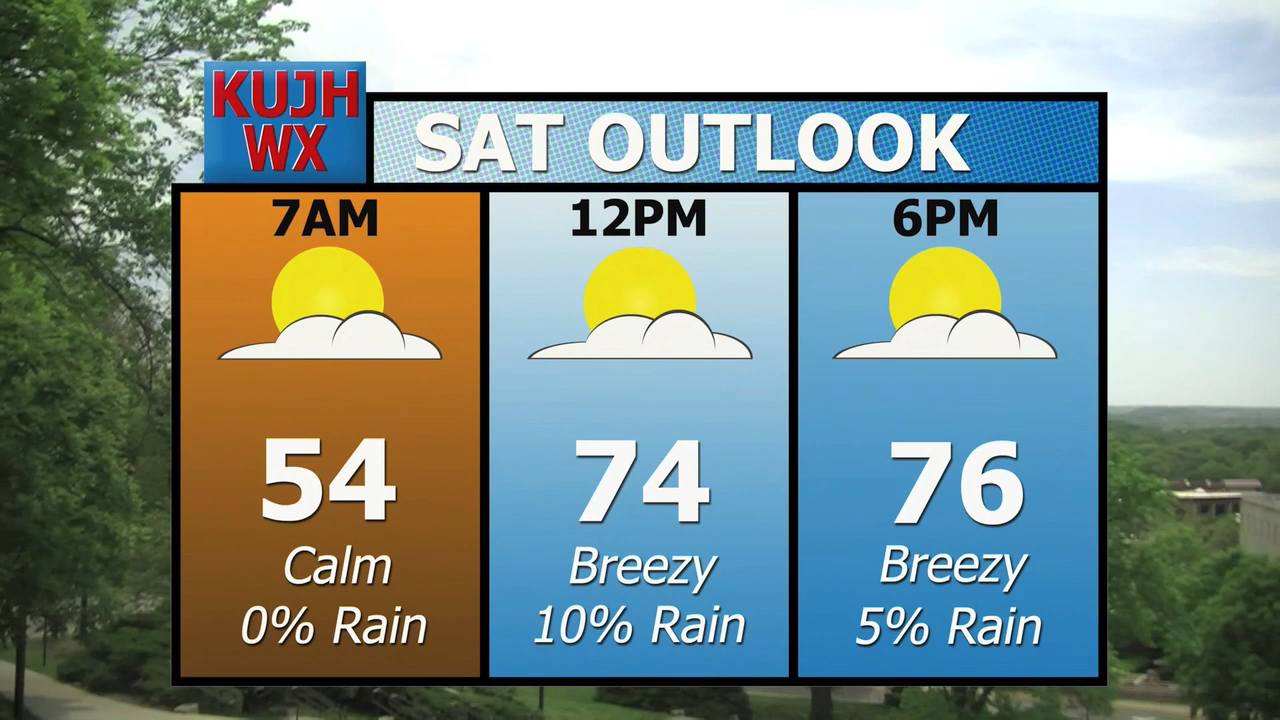 KUJH
WX
SAT OUTLOOK
7AM
54
Calm
0% Rain
12PM
74
Breezy
10% Rain
6PM
76
Breezy
5% Rain